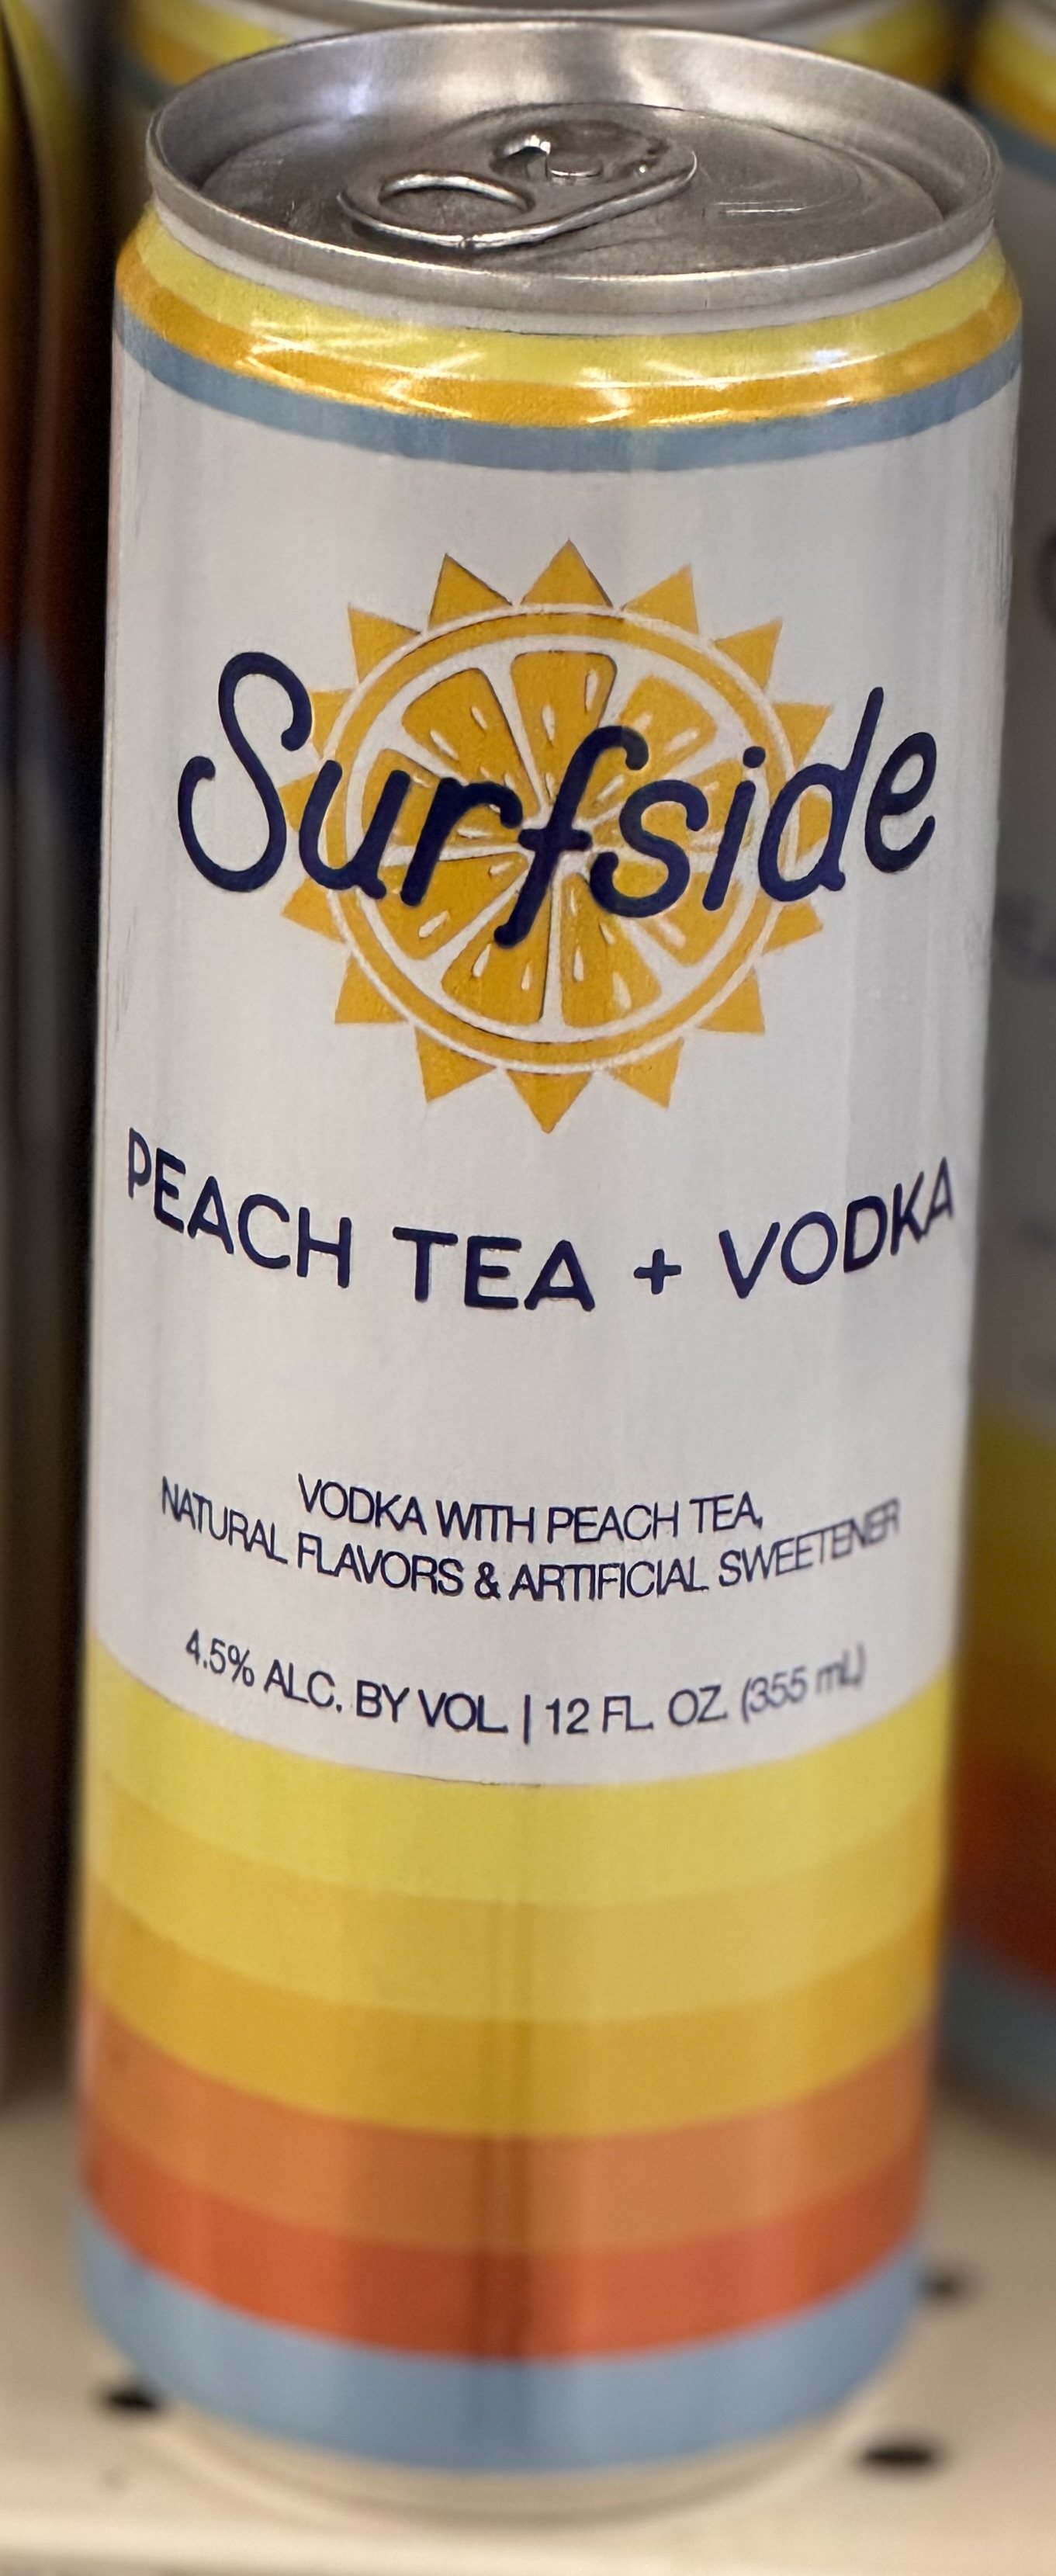 Surfside
PEACH TEA + VODKA
VODKA WITH PEACH TEA,
NATURAL FLAVORS & ARTIFICIAL SWEETENER
4.5% ALC. BY VOL. | 12 FL. OZ. (355 mL)